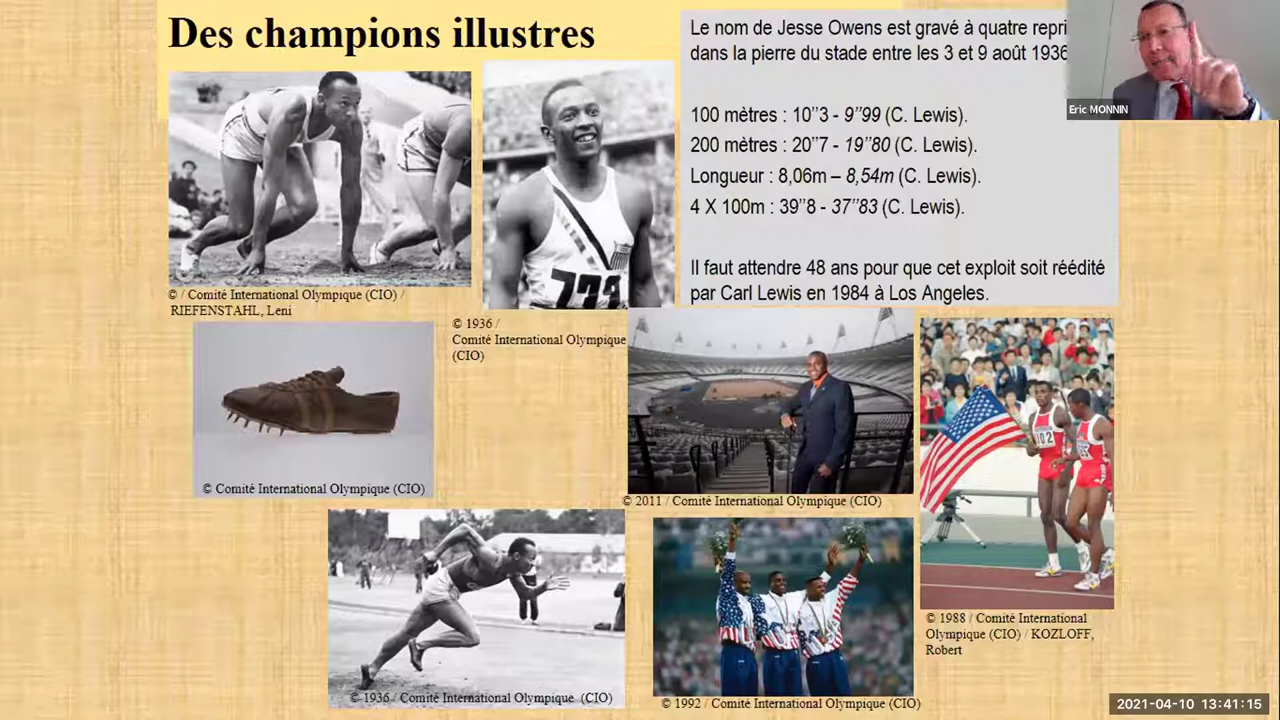 Des champions illustres
Le nom de Jesse Owens est gravé à quatre repri
dans la pierre du stade entre les 3 et 9 août 1936
100 mètres : 10’’3 - 9’’99 (C. Lewis).
200 mètres : 20’’7 - 19’’80 (C. Lewis).
Longueur : 8,06m – 8,54m (C. Lewis).
4 X 100m : 39’’8 - 37’’83 (C. Lewis).
Il faut attendre 48 ans pour que cet exploit soit réédité
par Carl Lewis en 1984 à Los Angeles.
Eric MONNIN
© / Comité International Olympique (CIO) /
RIEFENSTAHL, Leni
© 1936 /
Comité International Olympique
(CIO)
© Comité International Olympique (CIO)
© 2011 / Comité International Olympique (CIO)
© 1988 / Comité International
Olympique (CIO) / KOZLOFF,
Robert
© 1936 / Comité International Olympique (CIO)
© 1992 / Comité International Olympique (CIO)
2021-04-10 13:41:15